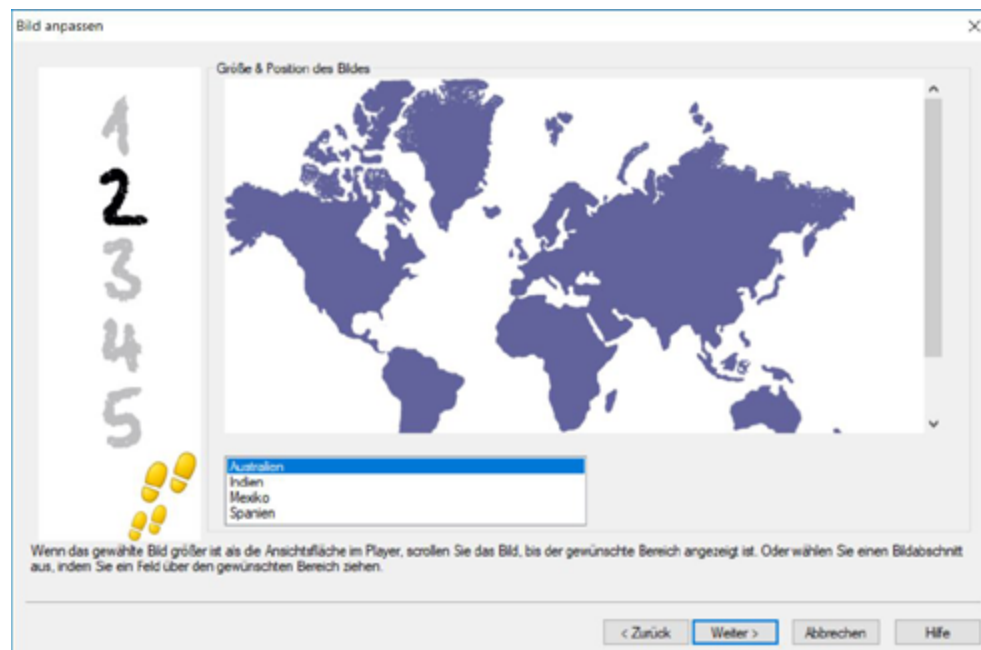 Bild anpassen
Größe & Position des Bildes
1
2
3
4
5
Australien
Indien
Mexiko
Spanien
Wenn das gewählte Bild größer ist als die Ansichtsfläche im Player, scrollen Sie das Bild, bis der gewünschte Bereich angezeigt ist. Oder wählen Sie einen Bildabschnitt
aus, indem Sie ein Feld über den gewünschten Bereich ziehen.
< Zurück
Weiter >
Abbrechen
Hilfe